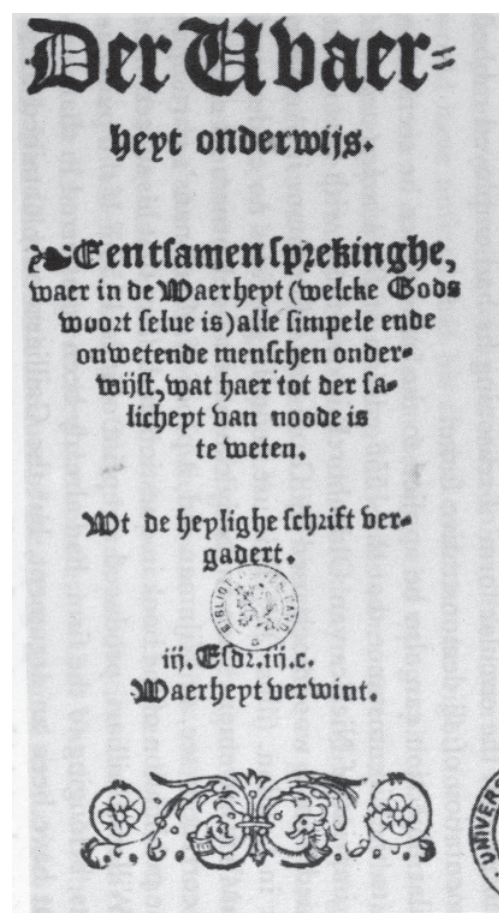 Der Uvaer=
heyt onderwijs.
Een tsamen sprekinghe,
waer in de Waerheyt (welcke Gods
woort selue is) alle simpele ende
onwetende menschen onder=
wijst, wat haer tot der sa=
licheyt van noode is
te weten.
Wt de heylighe schrift ver=
gadert.
iij. Esdr. iij. c.
Waerheyt verwint.